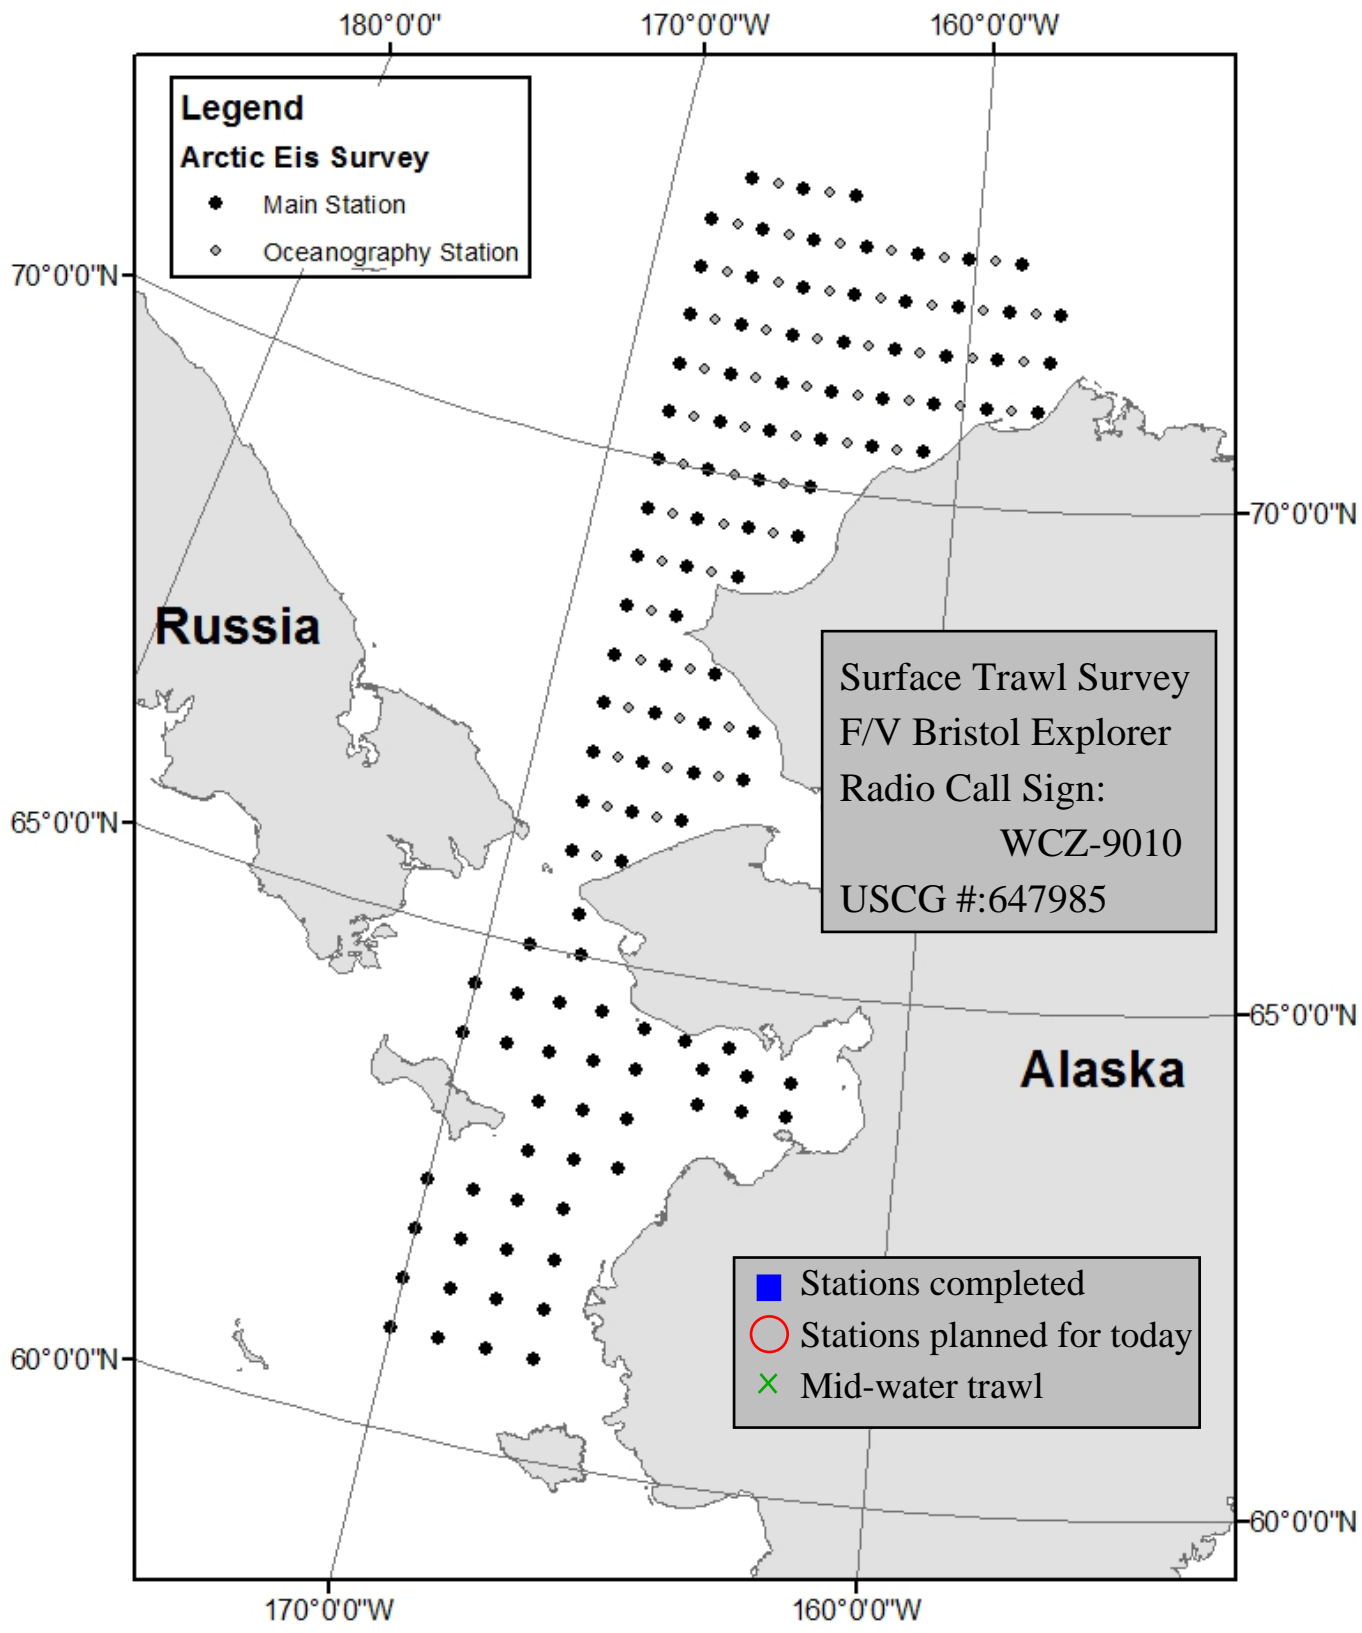 180°0'0"
170°0'0"W
160°0'0"W
Legend
Arctic Eis Survey
Main Station
Oceanography Station
70°0'0"N
70°0'0"N
Russia
Surface Trawl Survey
F/V Bristol Explorer
Radio Call Sign:
WCZ-9010
USCG #:647985
65°0'0"N
65°0'0"N
Alaska
Stations completed
Stations planned for today
Mid-water trawl
60°0'0"N
60°0'0"N
170°0'0"W
160°0'0"W